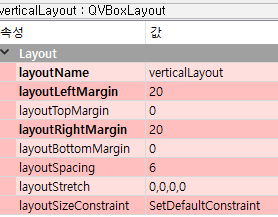 verticalLayout : QVBoxLayout
속성 값
Layout
layoutName verticalLayout
layoutLeftMargin 20
layoutTopMargin 0
layoutRightMargin 20
layoutBottomMargin 0
layoutSpacing 6
layoutStretch 0,0,0,0
layoutSizeConstraint SetDefaultConstraint